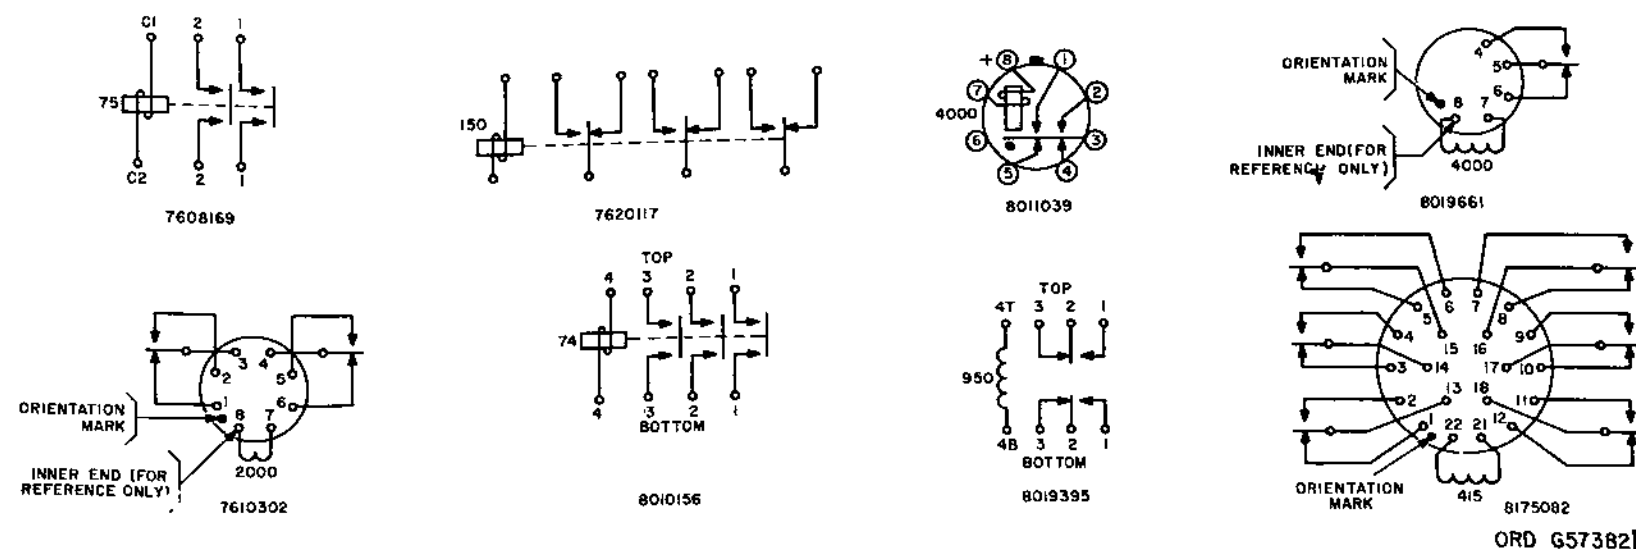 C1 2 1
75
C2 2 1
7608169
150
7620117
+ 8 1
7 2
4000
6 3
5 4
8011039
ORIENTATION
MARK
4
5
6
8 7
INNER END (FOR
REFERENCE ONLY)
4000
8019661
3 4
2 5
1 6
ORIENTATION
MARK
8 7
INNER END (FOR
REFERENCE ONLY)
2000
7610302
TOP
4 3 2 1
74
4 3 2 1
BOTTOM
8010156
TOP
4T 3 2 1
950
4B 3 2 1
BOTTOM
8019395
6 7
5 8
4 15 16 9
3 14 17 10
2 13 18 11
1 22 21 12
ORIENTATION
MARK
415
8175082
ORD G573821